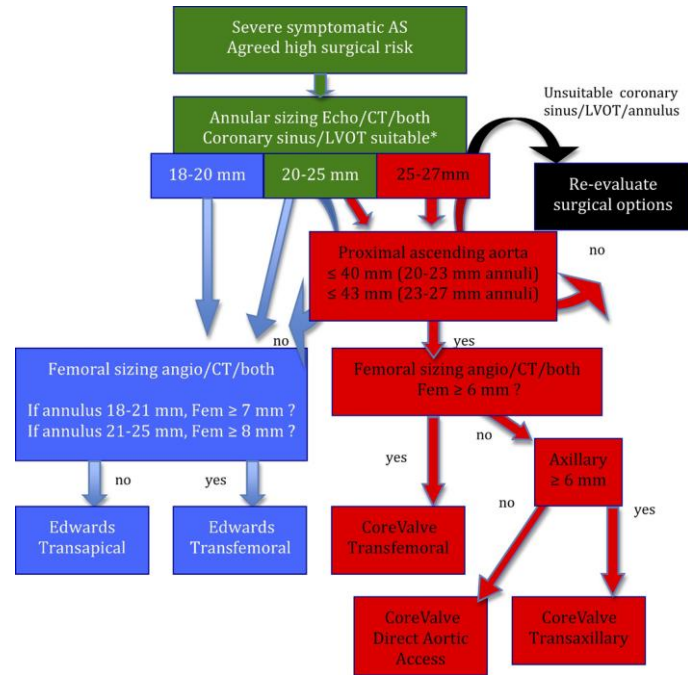 Severe symptomatic AS
Agreed high surgical risk
Annular sizing Echo/CT/both
Coronary sinus/LVOT suitable*
Unsuitable coronary
sinus/LVOT/annulus
18-20 mm
20-25 mm
25-27mm
Re-evaluate
surgical options
Proximal ascending aorta
≤ 40 mm (20-23 mm annuli)
≤ 43 mm (23-27 mm annuli)
no
no
yes
Femoral sizing angio/CT/both
If annulus 18-21 mm, Fem ≥ 7 mm ?
If annulus 21-25 mm, Fem ≥ 8 mm ?
Femoral sizing angio/CT/both
Fem ≥ 6 mm ?
no
yes
yes
no
Axillary
≥ 6 mm
no
yes
Edwards
Transapical
Edwards
Transfemoral
CoreValve
Transfemoral
CoreValve
Direct Aortic
Access
CoreValve
Transaxillary